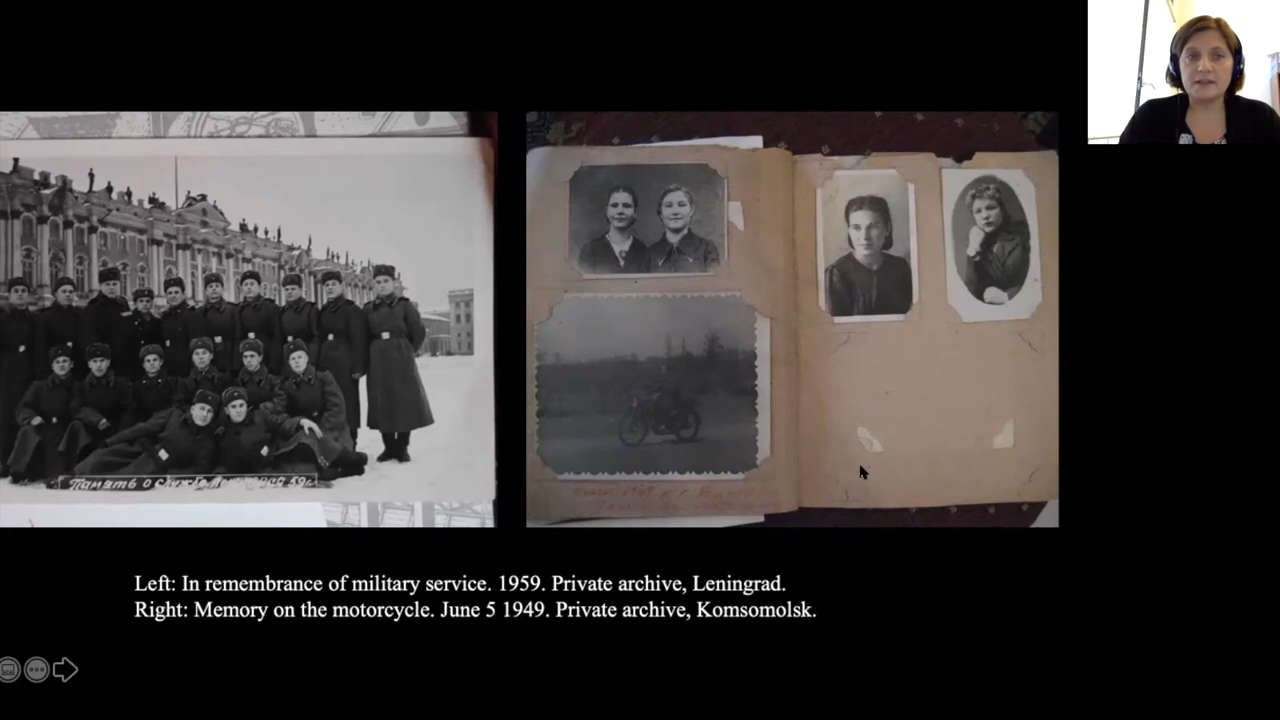 Память о службе Ленинград 59г.
Left: In remembrance of military service. 1959. Private archive, Leningrad.
Right: Memory on the motorcycle. June 5 1949. Private archive, Komsomolsk.